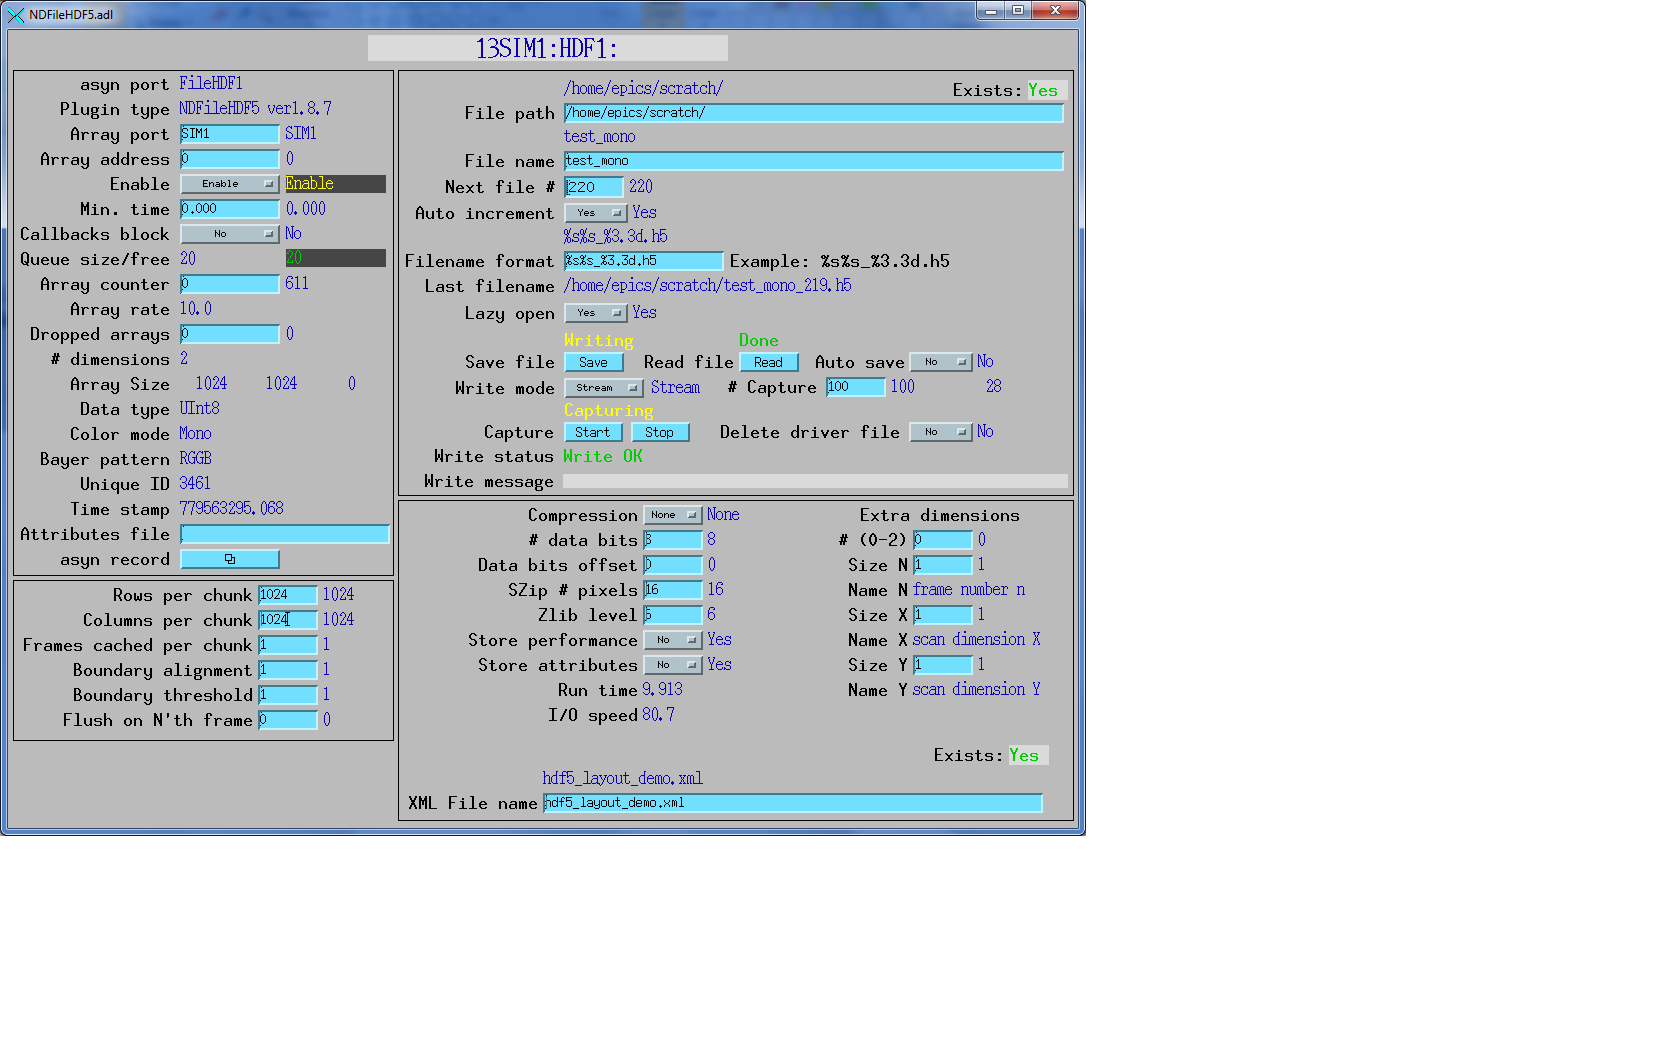 NDFileHDF5.adl
13SIM1:HDF1:
asyn port FileHDF1
Plugin type NDFileHDF5 ver1.8.7
Array port SIM1 SIM1
Array address 0 0
Enable Enable Enable
Min. time 0.000 0.000
Callbacks block No No
Queue size/free 20 20
Array counter 0 611
Array rate 10.0
Dropped arrays 0 0
# dimensions 2
Array Size 1024 1024 0
Data type UInt8
Color mode Mono
Bayer pattern RGGB
Unique ID 3461
Time stamp 779563295.068
Attributes file
asyn record
Rows per chunk 1024 1024
Columns per chunk 1024 1024
Frames cached per chunk 1 1
Boundary alignment 1 1
Boundary threshold 1 1
Flush on N'th frame 0 0
/home/epics/scratch/ Exists: Yes
File path /home/epics/scratch/
test_mono
File name test_mono
Next file # 220 220
Auto increment Yes Yes
%s%s_%3.3d.h5
Filename format %s%s_%3.3d.h5 Example: %s%s_%3.3d.h5
Last filename /home/epics/scratch/test_mono_219.h5
Lazy open Yes Yes
Writing Done
Save file Save Read file Read Auto save No No
Write mode Stream Stream # Capture 100 100 28
Capturing
Capture Start Stop Delete driver file No No
Write status Write OK
Write message
Compression None None
# data bits 8 8
Data bits offset 0 0
SZip # pixels 16 16
Zlib level 6 6
Store performance No Yes
Store attributes No Yes
Run time 9.913
I/O speed 80.7
Extra dimensions
# (0-2) 0 0
Size N 1 1
Name N frame number n
Size X 1 1
Name X scan dimension X
Size Y 1 1
Name Y scan dimension Y
Exists: Yes
hdf5_layout_demo.xml
XML File name hdf5_layout_demo.xml